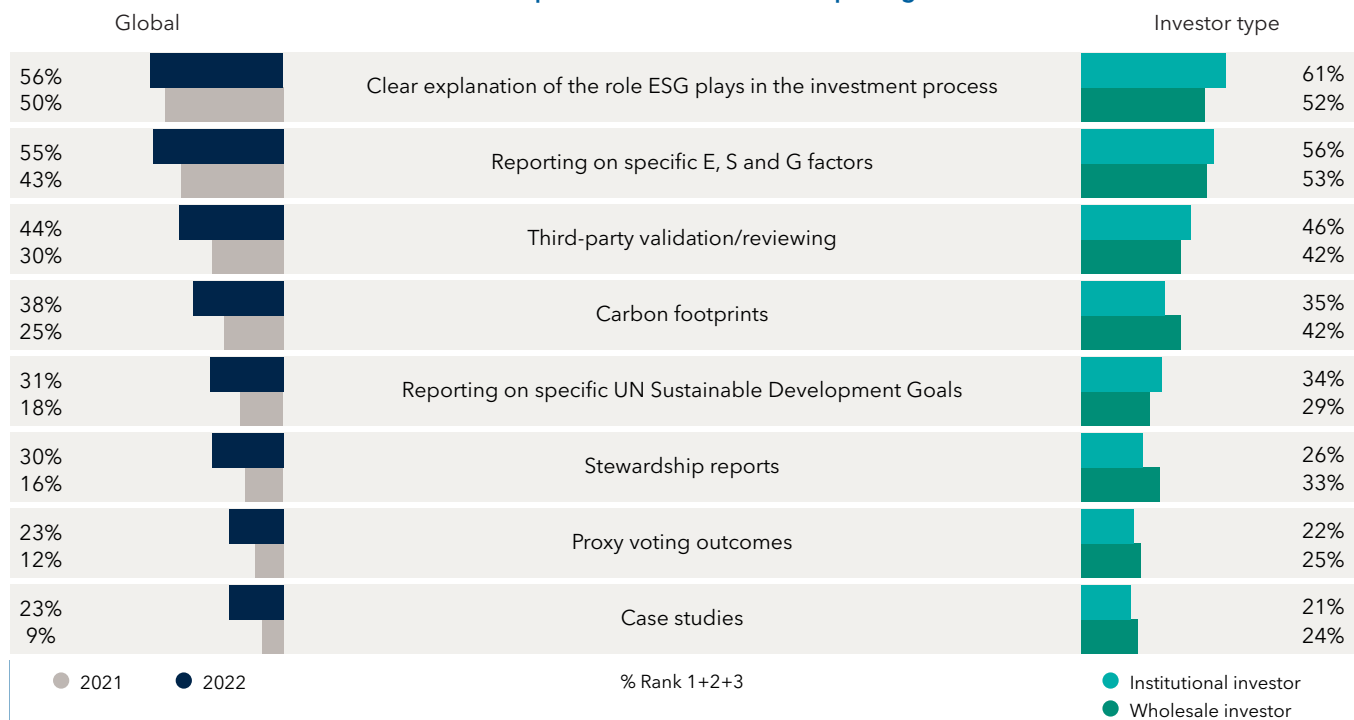 Global
Investor type
56%
50%
Clear explanation of the role ESG plays in the investment process
61%
52%
55%
43%
Reporting on specific E, S and G factors
56%
53%
44%
30%
Third-party validation/reviewing
46%
42%
38%
25%
Carbon footprints
35%
42%
31%
18%
Reporting on specific UN Sustainable Development Goals
34%
29%
30%
16%
Stewardship reports
26%
33%
23%
12%
Proxy voting outcomes
22%
25%
23%
9%
Case studies
21%
24%
2021
2022
% Rank 1+2+3
Institutional investor
Wholesale investor